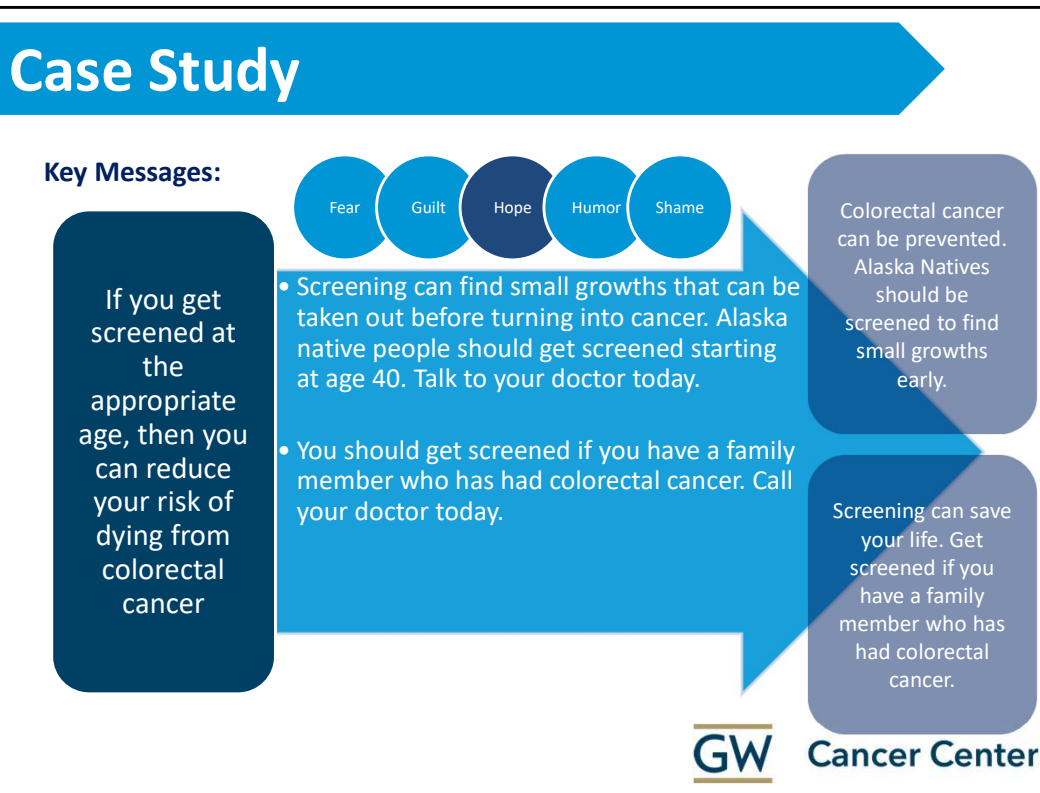 Case Study
Key Messages:
Fear
Guilt
Hope
Humor
Shame
If you get
screened at
the
appropriate
age, then you
can reduce
your risk of
dying from
colorectal
cancer
• Screening can find small growths that can be
taken out before turning into cancer. Alaska
native people should get screened starting
at age 40. Talk to your doctor today.
• You should get screened if you have a family
member who has had colorectal cancer. Call
your doctor today.
Colorectal cancer
can be prevented.
Alaska Natives
should be
screened to find
small growths
early.
Screening can save
your life. Get
screened if you
have a family
member who has
had colorectal
cancer.
GW Cancer Center